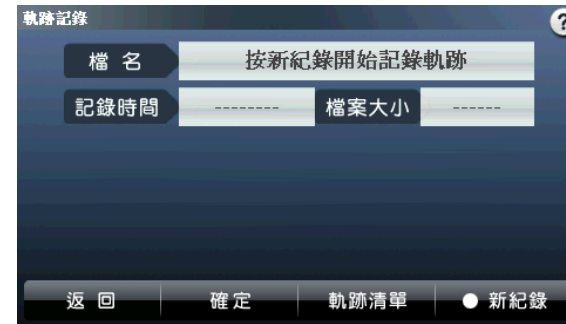 軌跡記錄
?
檔名 按新紀錄開始記錄軌跡
記錄時間 -------- 檔案大小 ------
返回 確定 軌跡清單 ● 新紀錄